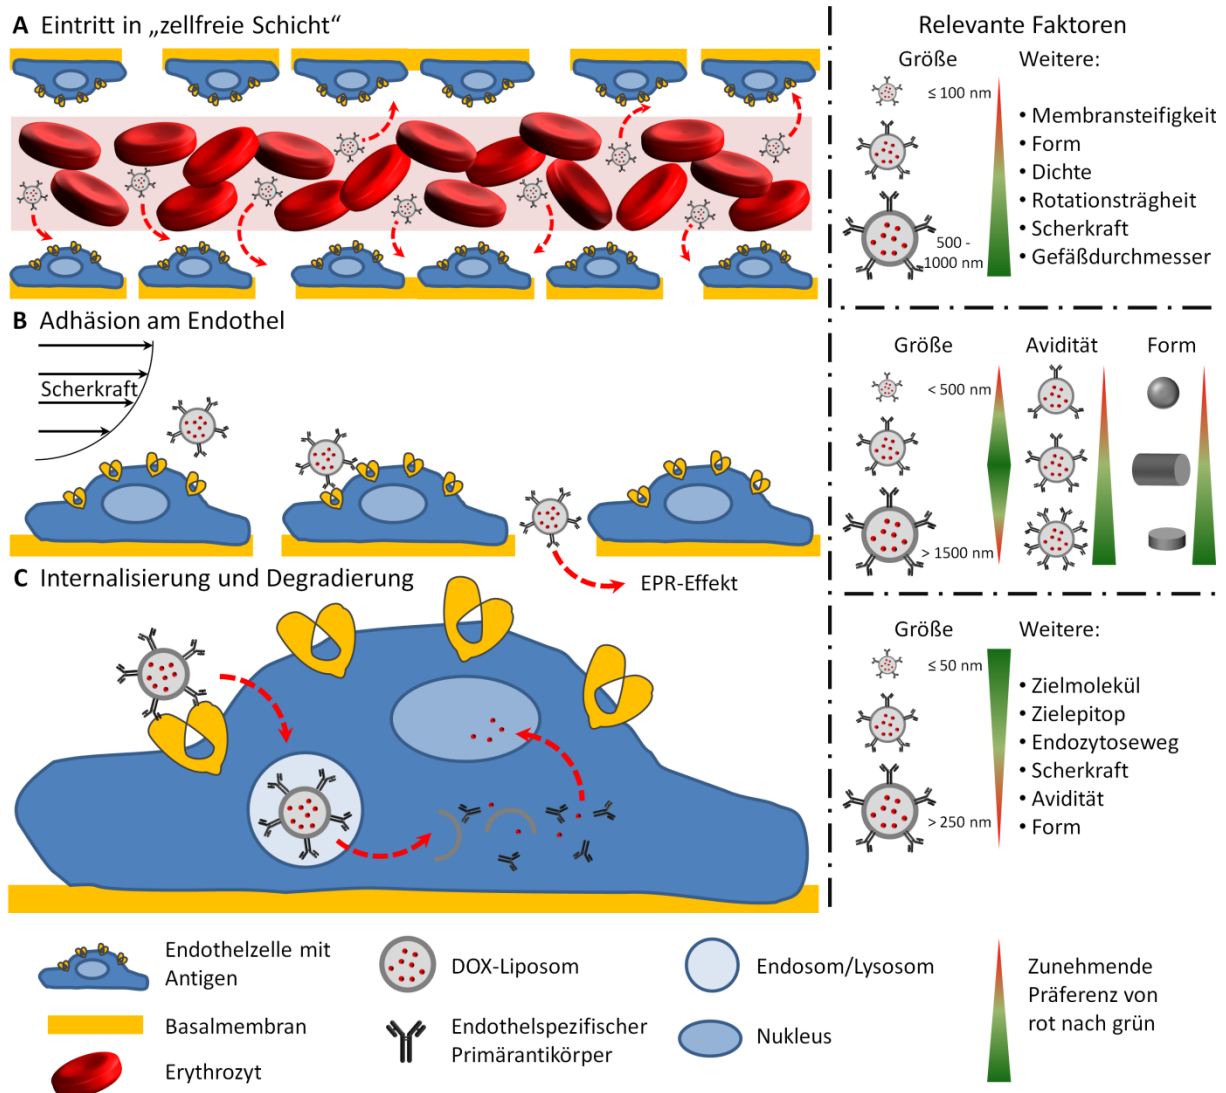 A Eintritt in „zellfreie Schicht“
Relevante Faktoren
Größe
Weitere:
≤ 100 nm
500 -
1000 nm
• Membransteifigkeit
• Form
• Dichte
• Rotationsträgheit
• Scherkraft
• Gefäßdurchmesser
B Adhäsion am Endothel
Scherkraft
EPR-Effekt
Größe
Avidität
Form
< 500 nm
> 1500 nm
C Internalisierung und Degradierung
Größe
Weitere:
≤ 50 nm
> 250 nm
• Zielmolekül
• Zielepitop
• Endozytoseweg
• Scherkraft
• Avidität
• Form
Endothelzelle mit
Antigen
Basalmembran
Erythrozyt
DOX-Liposom
Endothelspezifischer
Primärantikörper
Endosom/Lysosom
Nukleus
Zunehmende
Präferenz von
rot nach grün